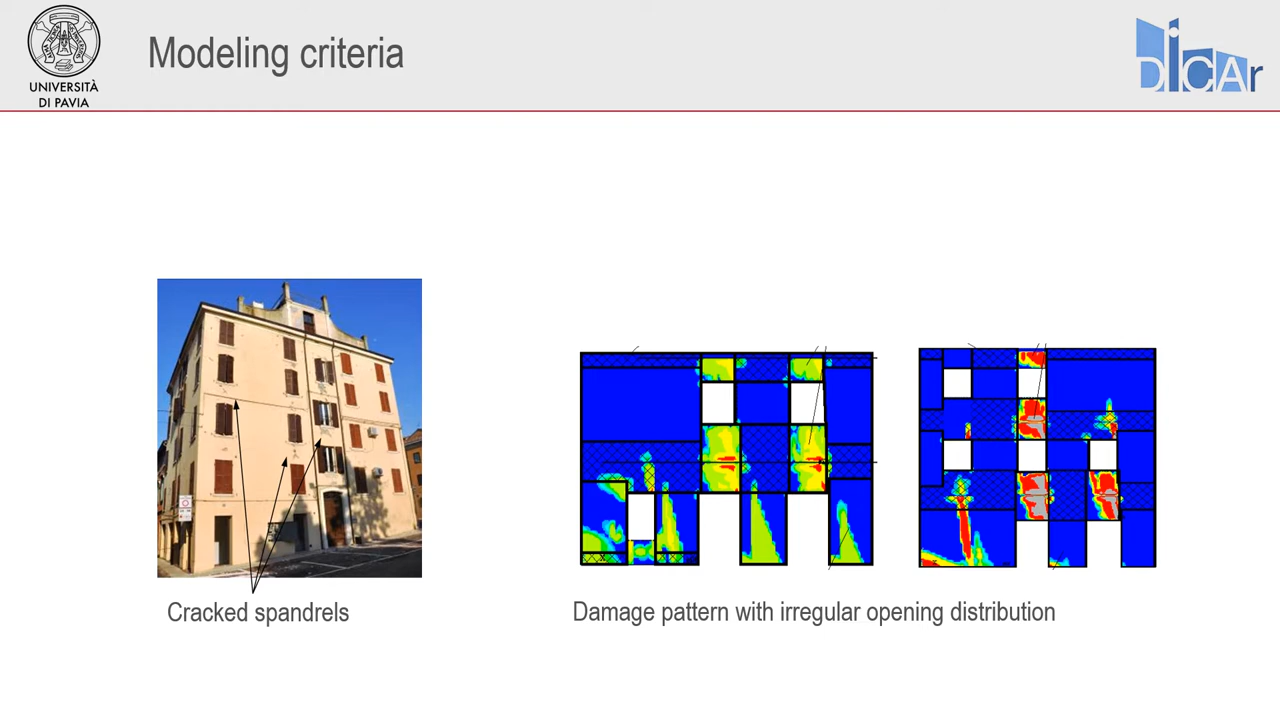 Modeling criteria
UNIVERSITÀ
DI PAVIA
DICAr
Cracked spandrels
Damage pattern with irregular opening distribution